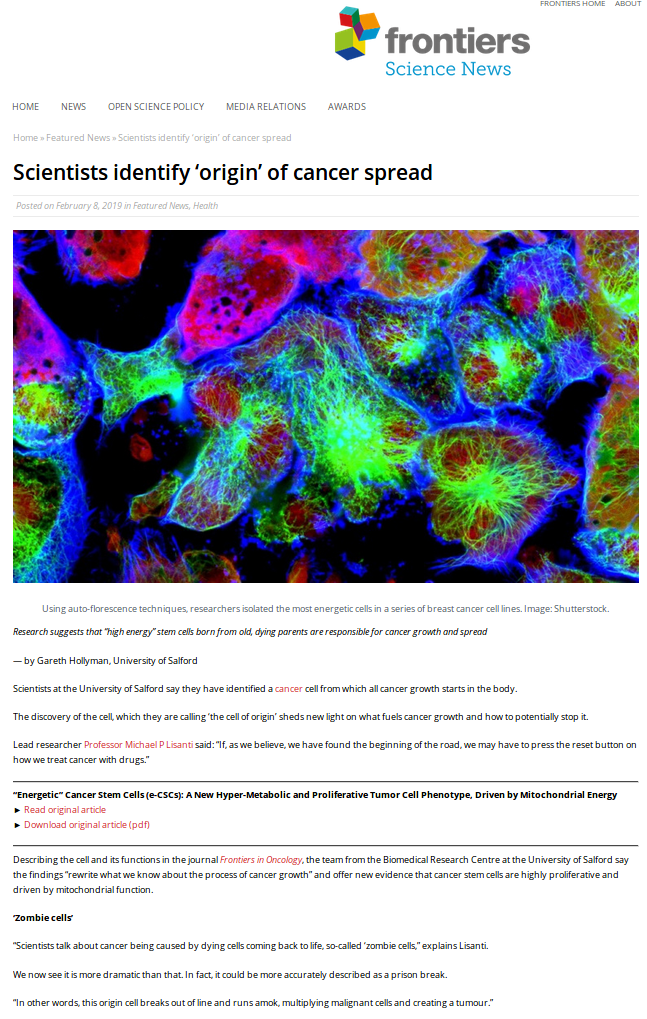 FRONTIERS HOME ABOUT
frontiers
Science News
HOME NEWS OPEN SCIENCE POLICY MEDIA RELATIONS AWARDS
Home » Featured News » Scientists identify ‘origin’ of cancer spread
Scientists identify ‘origin’ of cancer spread
Posted on February 8, 2019 in Featured News, Health
Using auto-florescence techniques, researchers isolated the most energetic cells in a series of breast cancer cell lines. Image: Shutterstock.
Research suggests that “high energy” stem cells born from old, dying parents are responsible for cancer growth and spread
— by Gareth Hollyman, University of Salford
Scientists at the University of Salford say they have identified a cancer cell from which all cancer growth starts in the body.
The discovery of the cell, which they are calling ‘the cell of origin’ sheds new light on what fuels cancer growth and how to potentially stop it.
Lead researcher Professor Michael P Lisanti said: “If, as we believe, we have found the beginning of the road, we may have to press the reset button on
how we treat cancer with drugs.”
“Energetic” Cancer Stem Cells (e-CSCs): A New Hyper-Metabolic and Proliferative Tumor Cell Phenotype, Driven by Mitochondrial Energy
► Read original article
► Download original article (pdf)
Describing the cell and its functions in the journal Frontiers in Oncology, the team from the Biomedical Research Centre at the University of Salford say
the findings “rewrite what we know about the process of cancer growth” and offer new evidence that cancer stem cells are highly proliferative and
driven by mitochondrial function.
‘Zombie cells’
“Scientists talk about cancer being caused by dying cells coming back to life, so-called ‘zombie cells,” explains Lisanti.
We now see it is more dramatic than that. In fact, it could be more accurately described as a prison break.
“In other words, this origin cell breaks out of line and runs amok, multiplying malignant cells and creating a tumour.”